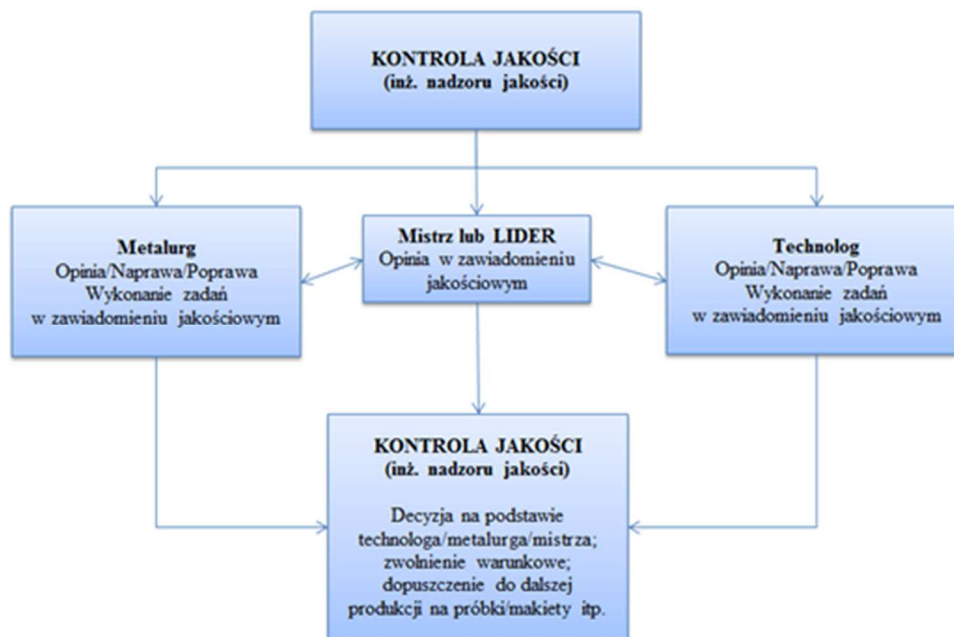 KONTROLA JAKOŚCI
(inż. nadzoru jakości)
Metalurg
Opinia/Naprawa/Poprawa
Wykonanie zadań
w zawiadomieniu jakościowym
Mistrz lub LIDER
Opinia w zawiadomieniu
jakościowym
Technolog
Opinia/Naprawa/Poprawa
Wykonanie zadań
w zawiadomieniu jakościowym
KONTROLA JAKOŚCI
(inż. nadzoru jakości)
Decyzja na podstawie
technologa/metalurga/mistrza;
zwolnienie warunkowe;
dopuszczenie do dalszej
produkcji na próbki/makiety itp.